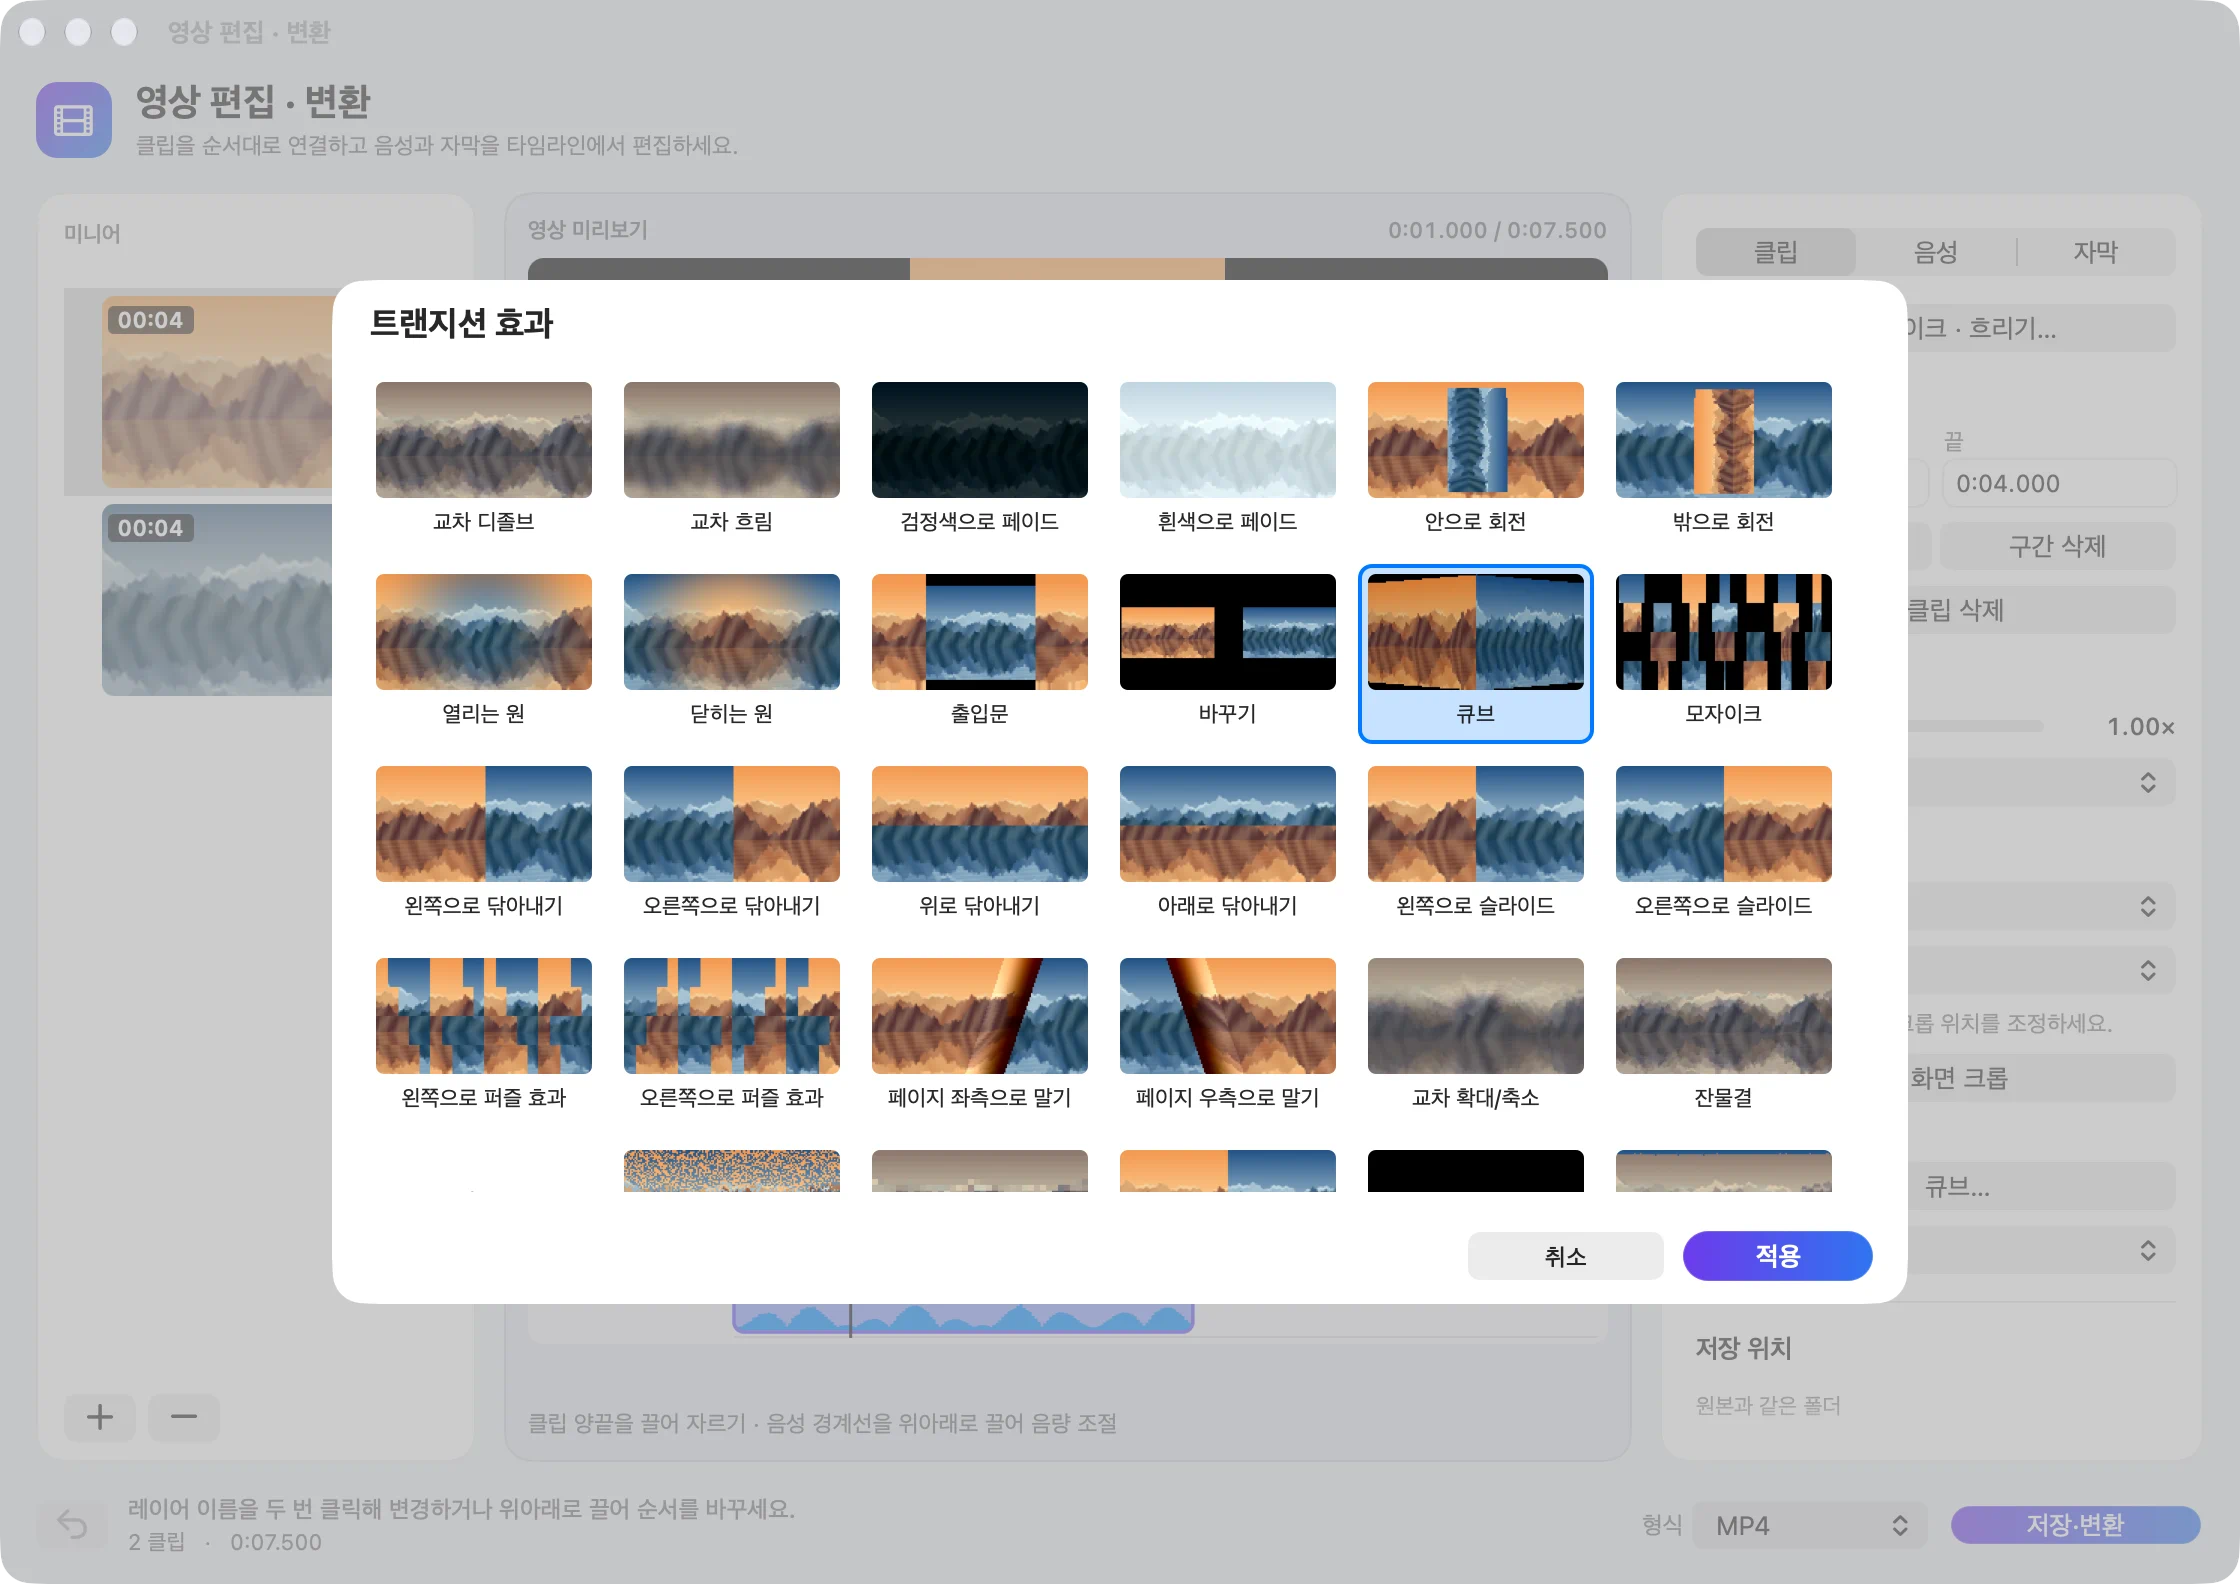 영상 편집 · 변환
영상 편집 · 변환
클립을 순서대로 연결하고 음성과 자막을 타임라인에서 편집하세요.
미니어
00:04
00:04
영상 미리보기
0:01.000 / 0:07.500
클립
음성
자막
이크 · 흐리기...
끝
0:04.000
구간 삭제
클립 삭제
1.00×
크롭 위치를 조정하세요.
화면 크롭
큐브...
저장 위치
원본과 같은 폴더
트랜지션 효과
교차 디졸브
교차 흐림
검정색으로 페이드
흰색으로 페이드
안으로 회전
밖으로 회전
열리는 원
닫히는 원
출입문
바꾸기
큐브
모자이크
왼쪽으로 닦아내기
오른쪽으로 닦아내기
위로 닦아내기
아래로 닦아내기
왼쪽으로 슬라이드
오른쪽으로 슬라이드
왼쪽으로 퍼즐 효과
오른쪽으로 퍼즐 효과
페이지 좌측으로 말기
페이지 우측으로 말기
교차 확대/축소
잔물결
취소
적용
클립 양끝을 끌어 자르기 · 음성 경계선을 위아래로 끌어 음량 조절
레이어 이름을 두 번 클릭해 변경하거나 위아래로 끌어 순서를 바꾸세요.
2 클립 · 0:07.500
형식
MP4
저장·변환